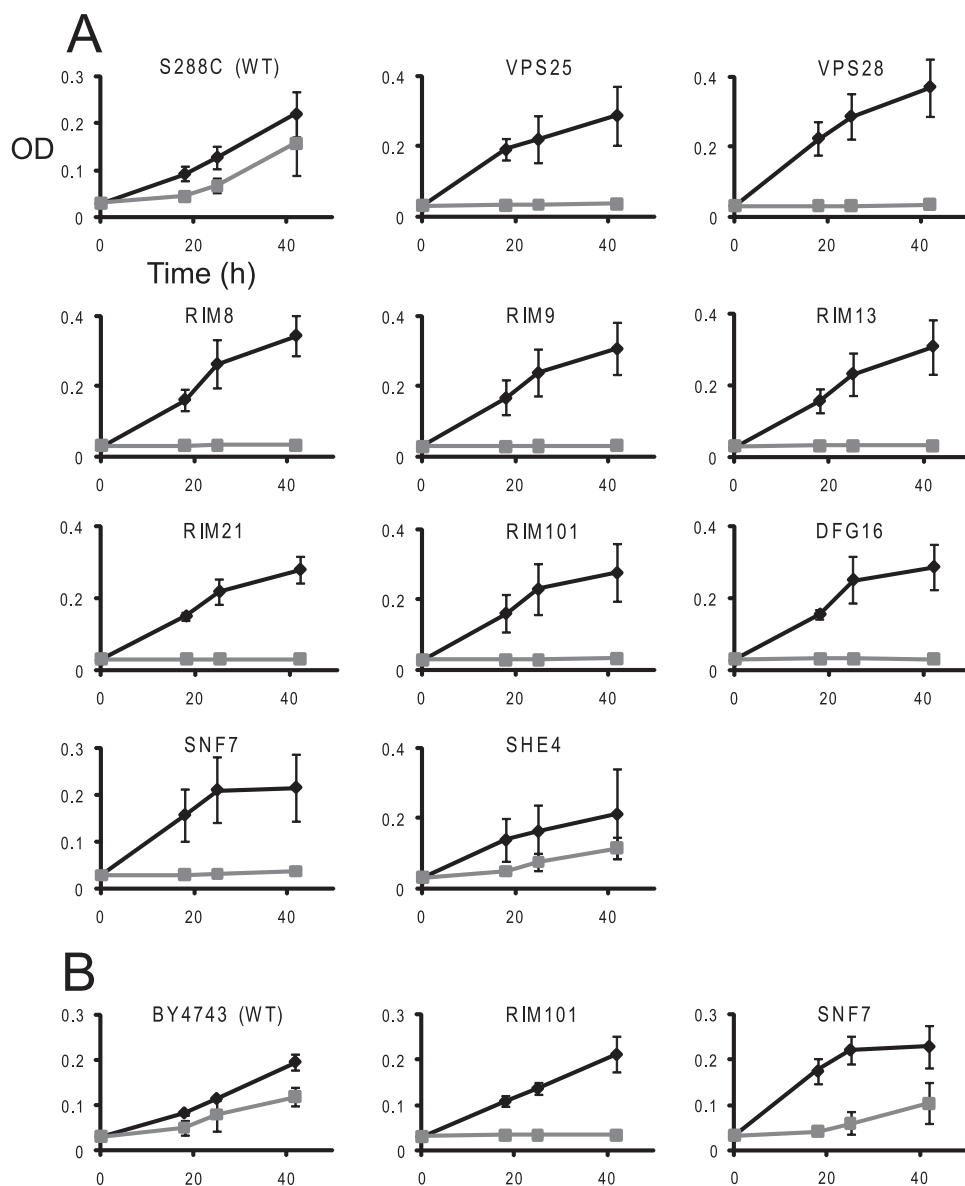 A
S288C (WT) VPS25 VPS28
0.3 0.4 0.4
0.2
OD 0.2 0.2
0.1
0 0 0
0 20 40 0 20 40 0 20 40
Time (h)
RIM8 RIM9 RIM13
0.4 0.4 0.4
0.2 0.2 0.2
0 0 0
0 20 40 0 20 40 0 20 40
RIM21 RIM101 DFG16
0.4 0.4 0.4
0.2 0.2 0.2
0 0 0
0 20 40 0 20 40 0 20 40
SNF7 SHE4
0.3 0.4
0.2 0.2
0.1
0 0
0 20 40 0 20 40
B
BY4743 (WT) RIM101 SNF7
0.3 0.3 0.3
0.2 0.2 0.2
0.1 0.1 0.1
0 0 0
0 20 40 0 20 40 0 20 40